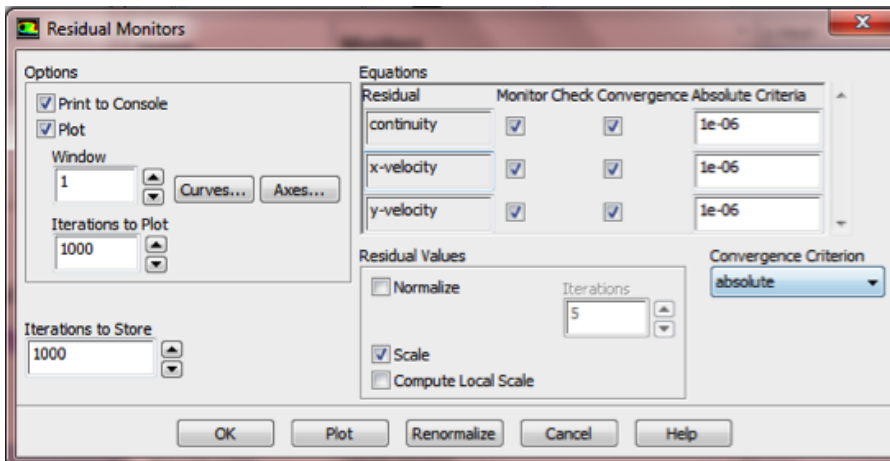 Residual Monitors
Options
Print to Console
Plot
Window
1
Curves...
Axes...
Iterations to Plot
1000
Iterations to Store
1000
Equations
Residual Monitor Check Convergence Absolute Criteria
continuity 1e-06
x-velocity 1e-06
y-velocity 1e-06
Residual Values
Normalize
Iterations
5
Scale
Compute Local Scale
Convergence Criterion
absolute
OK Plot Renormalize Cancel Help